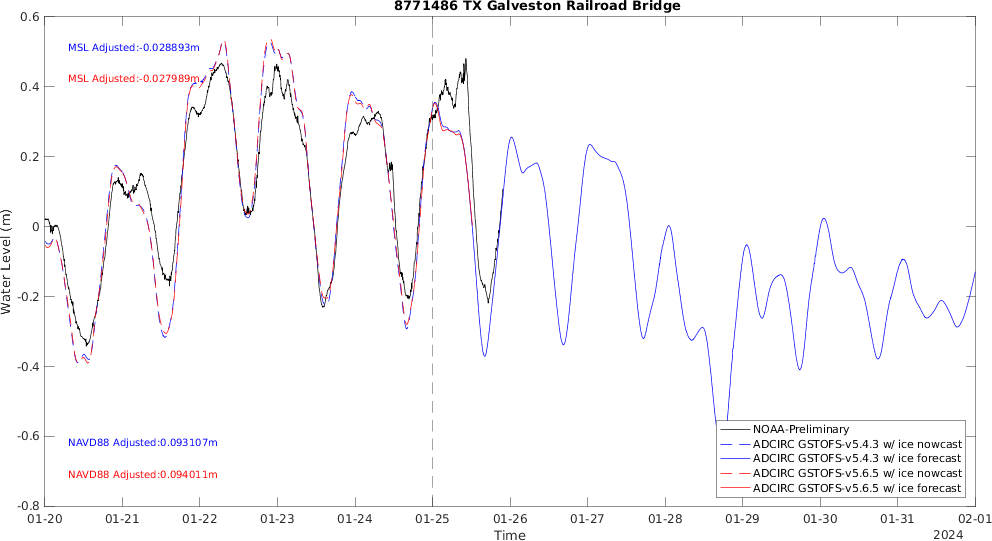 8771486 TX Galveston Railroad Bridge
0.6
0.4
0.2
0
-0.2
-0.4
-0.6
-0.8
Water Level (m)
MSL Adjusted:-0.028893m
MSL Adjusted:-0.027989m
NAVD88 Adjusted:0.093107m
NAVD88 Adjusted:0.094011m
NOAA-Preliminary
ADCIRC GSTOFS-v5.4.3 w/ ice nowcast
ADCIRC GSTOFS-v5.4.3 w/ ice forecast
ADCIRC GSTOFS-v5.6.5 w/ ice nowcast
ADCIRC GSTOFS-v5.6.5 w/ ice forecast
01-20 01-21 01-22 01-23 01-24 01-25 01-26 01-27 01-28 01-29 01-30 01-31 02-01
Time
2024